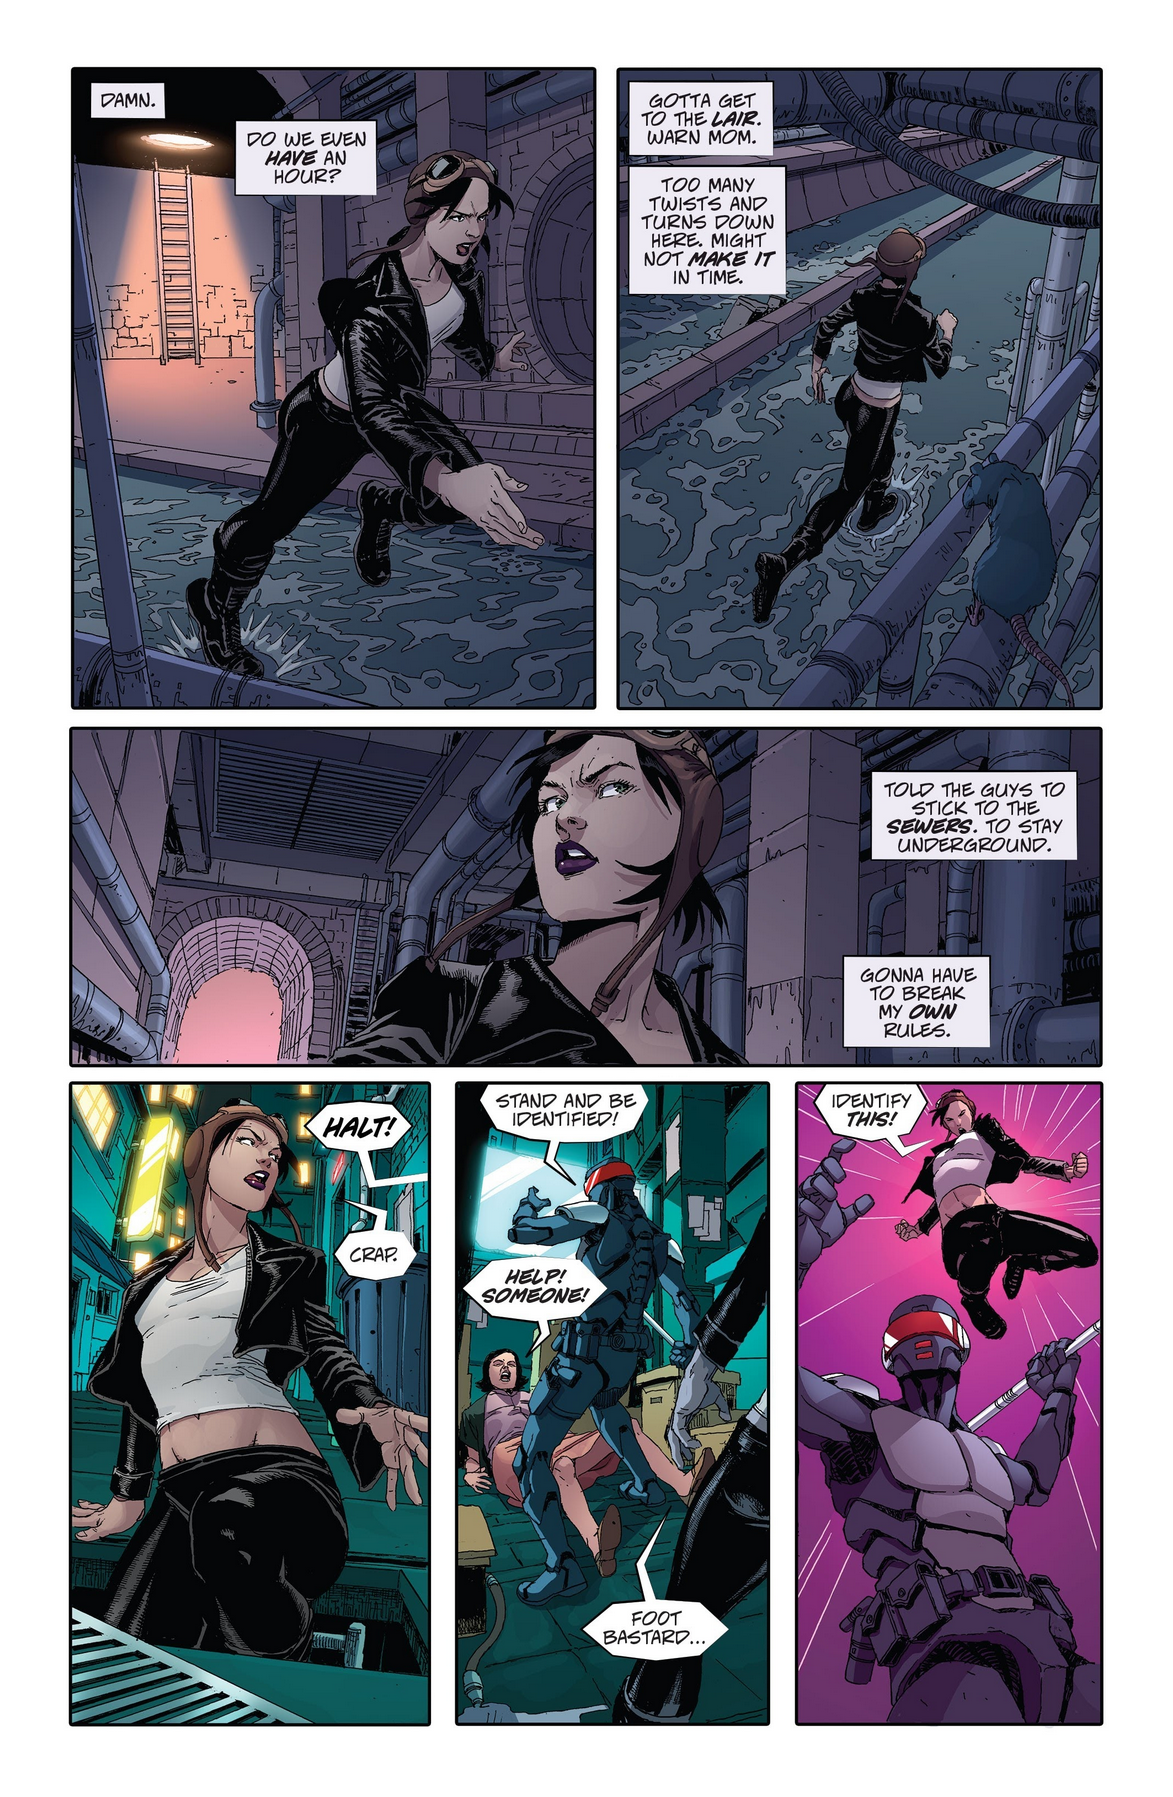 DAMN.
DO WE EVEN
HAVE AN
HOUR?
GOTTA GET
TO THE LAIR.
WARN MOM.
TOO MANY
TWISTS AND
TURNS DOWN
HERE. MIGHT
NOT MAKE IT
IN TIME.
TOLD THE GUYS TO
STICK TO THE
SEWERS. TO STAY
UNDERGROUND.
GONNA HAVE
TO BREAK
MY OWN
RULES.
HALT!
CRAP.
STAND AND BE
IDENTIFIED!
HELP!
SOMEONE!
FOOT
BASTARD...
IDENTIFY
THIS!